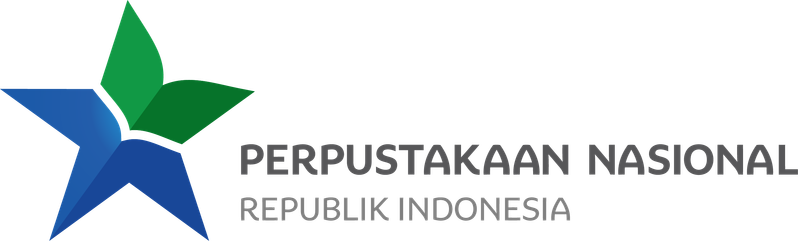 PERPUSTAKAAN NASIONAL
REPUBLIK INDONESIA